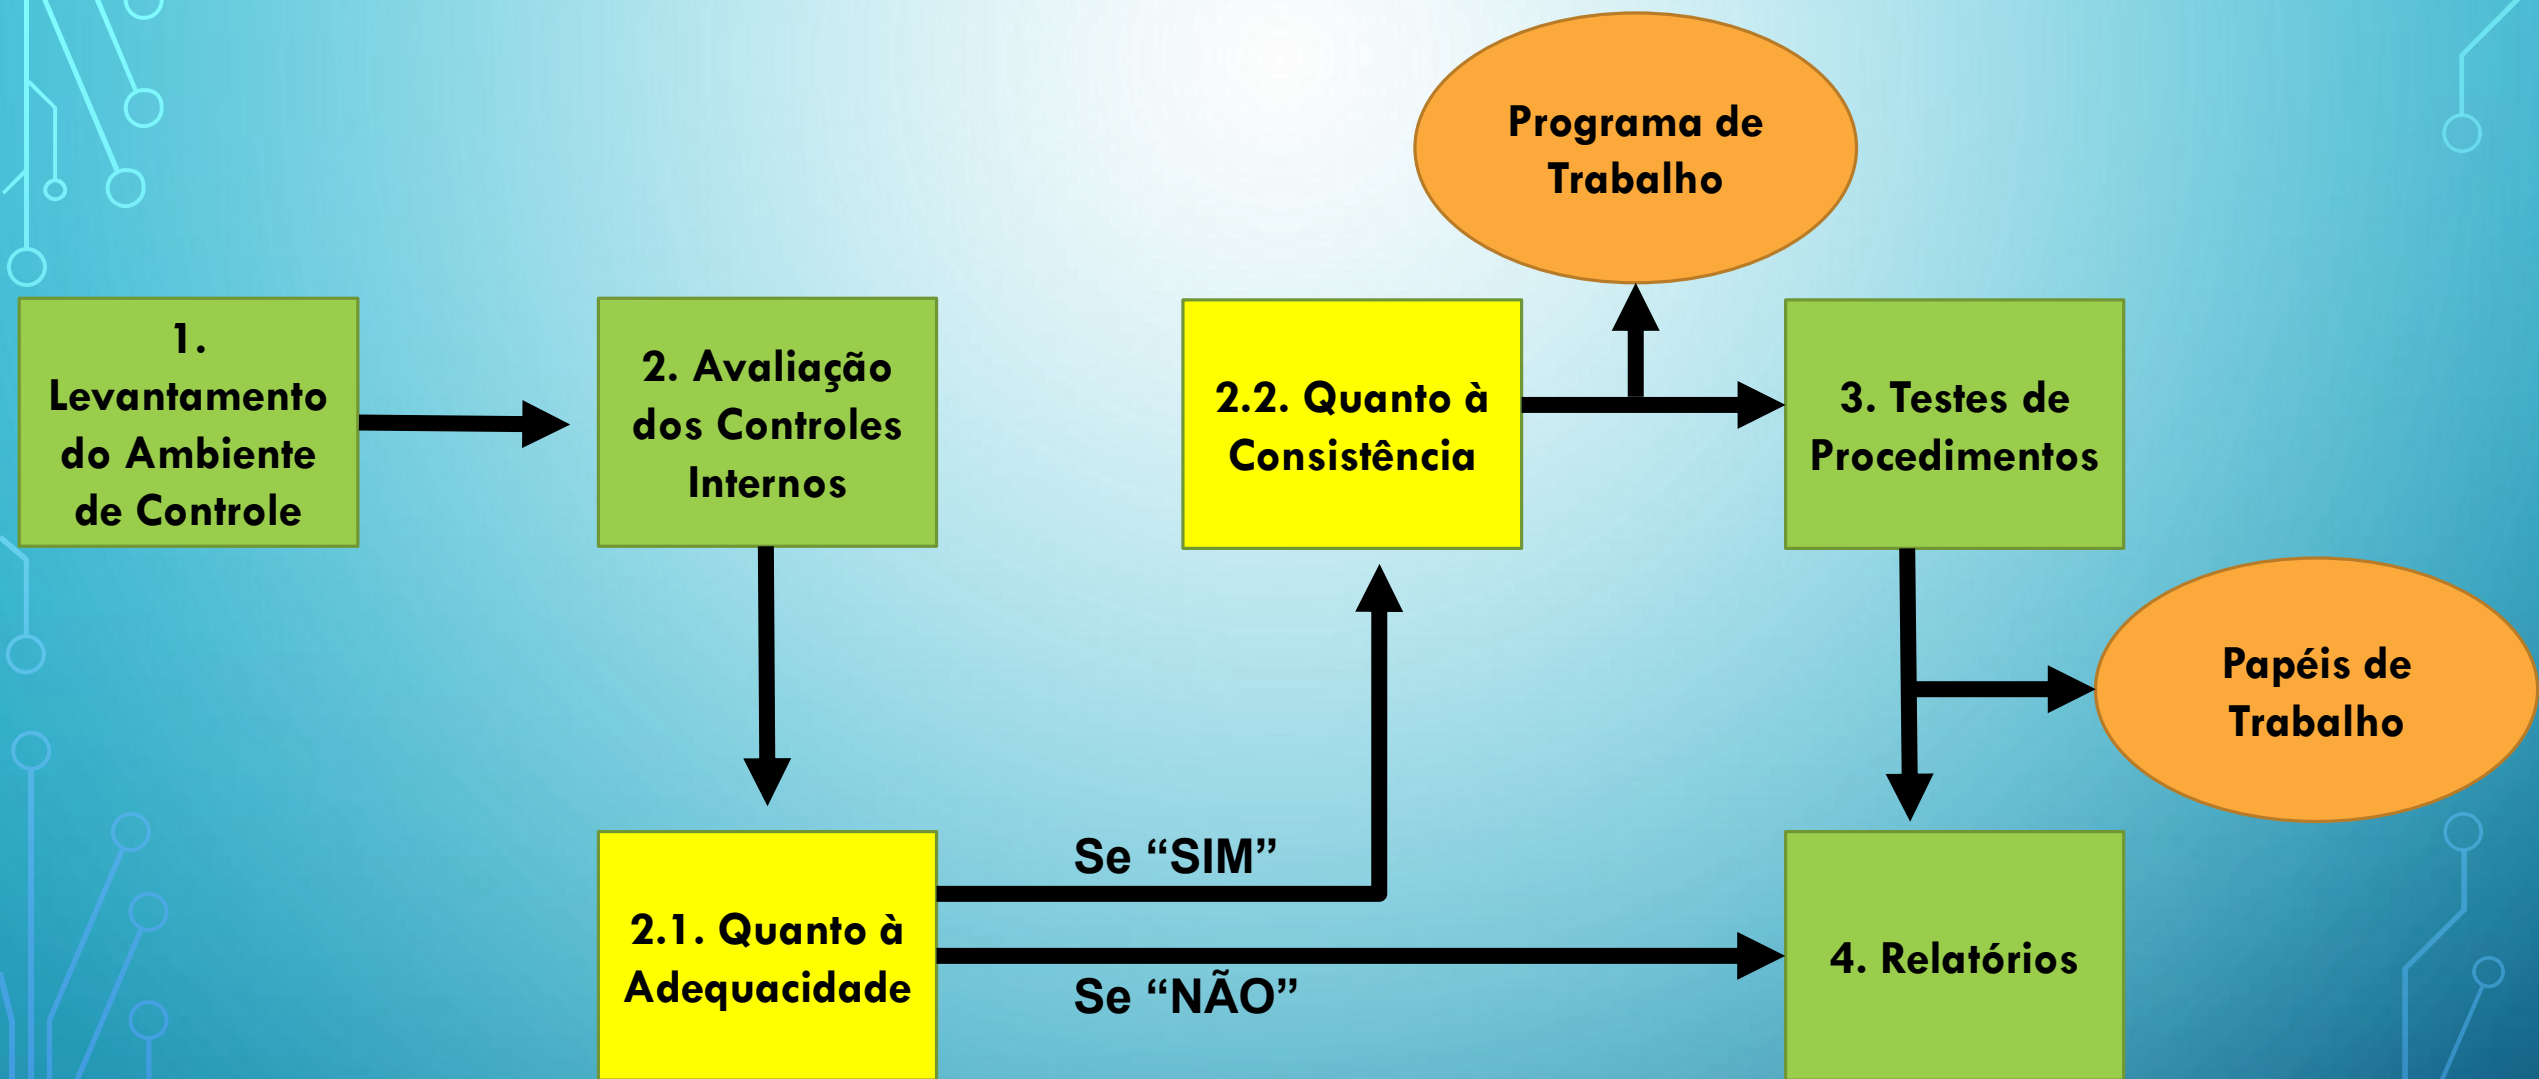 Programa de
Trabalho
1.
Levantamento
do Ambiente
de Controle
2. Avaliação
dos Controles
Internos
2.2. Quanto à
Consistência
3. Testes de
Procedimentos
Papéis de
Trabalho
Se “SIM”
2.1. Quanto à
Adequacidade
Se “NÃO”
4. Relatórios